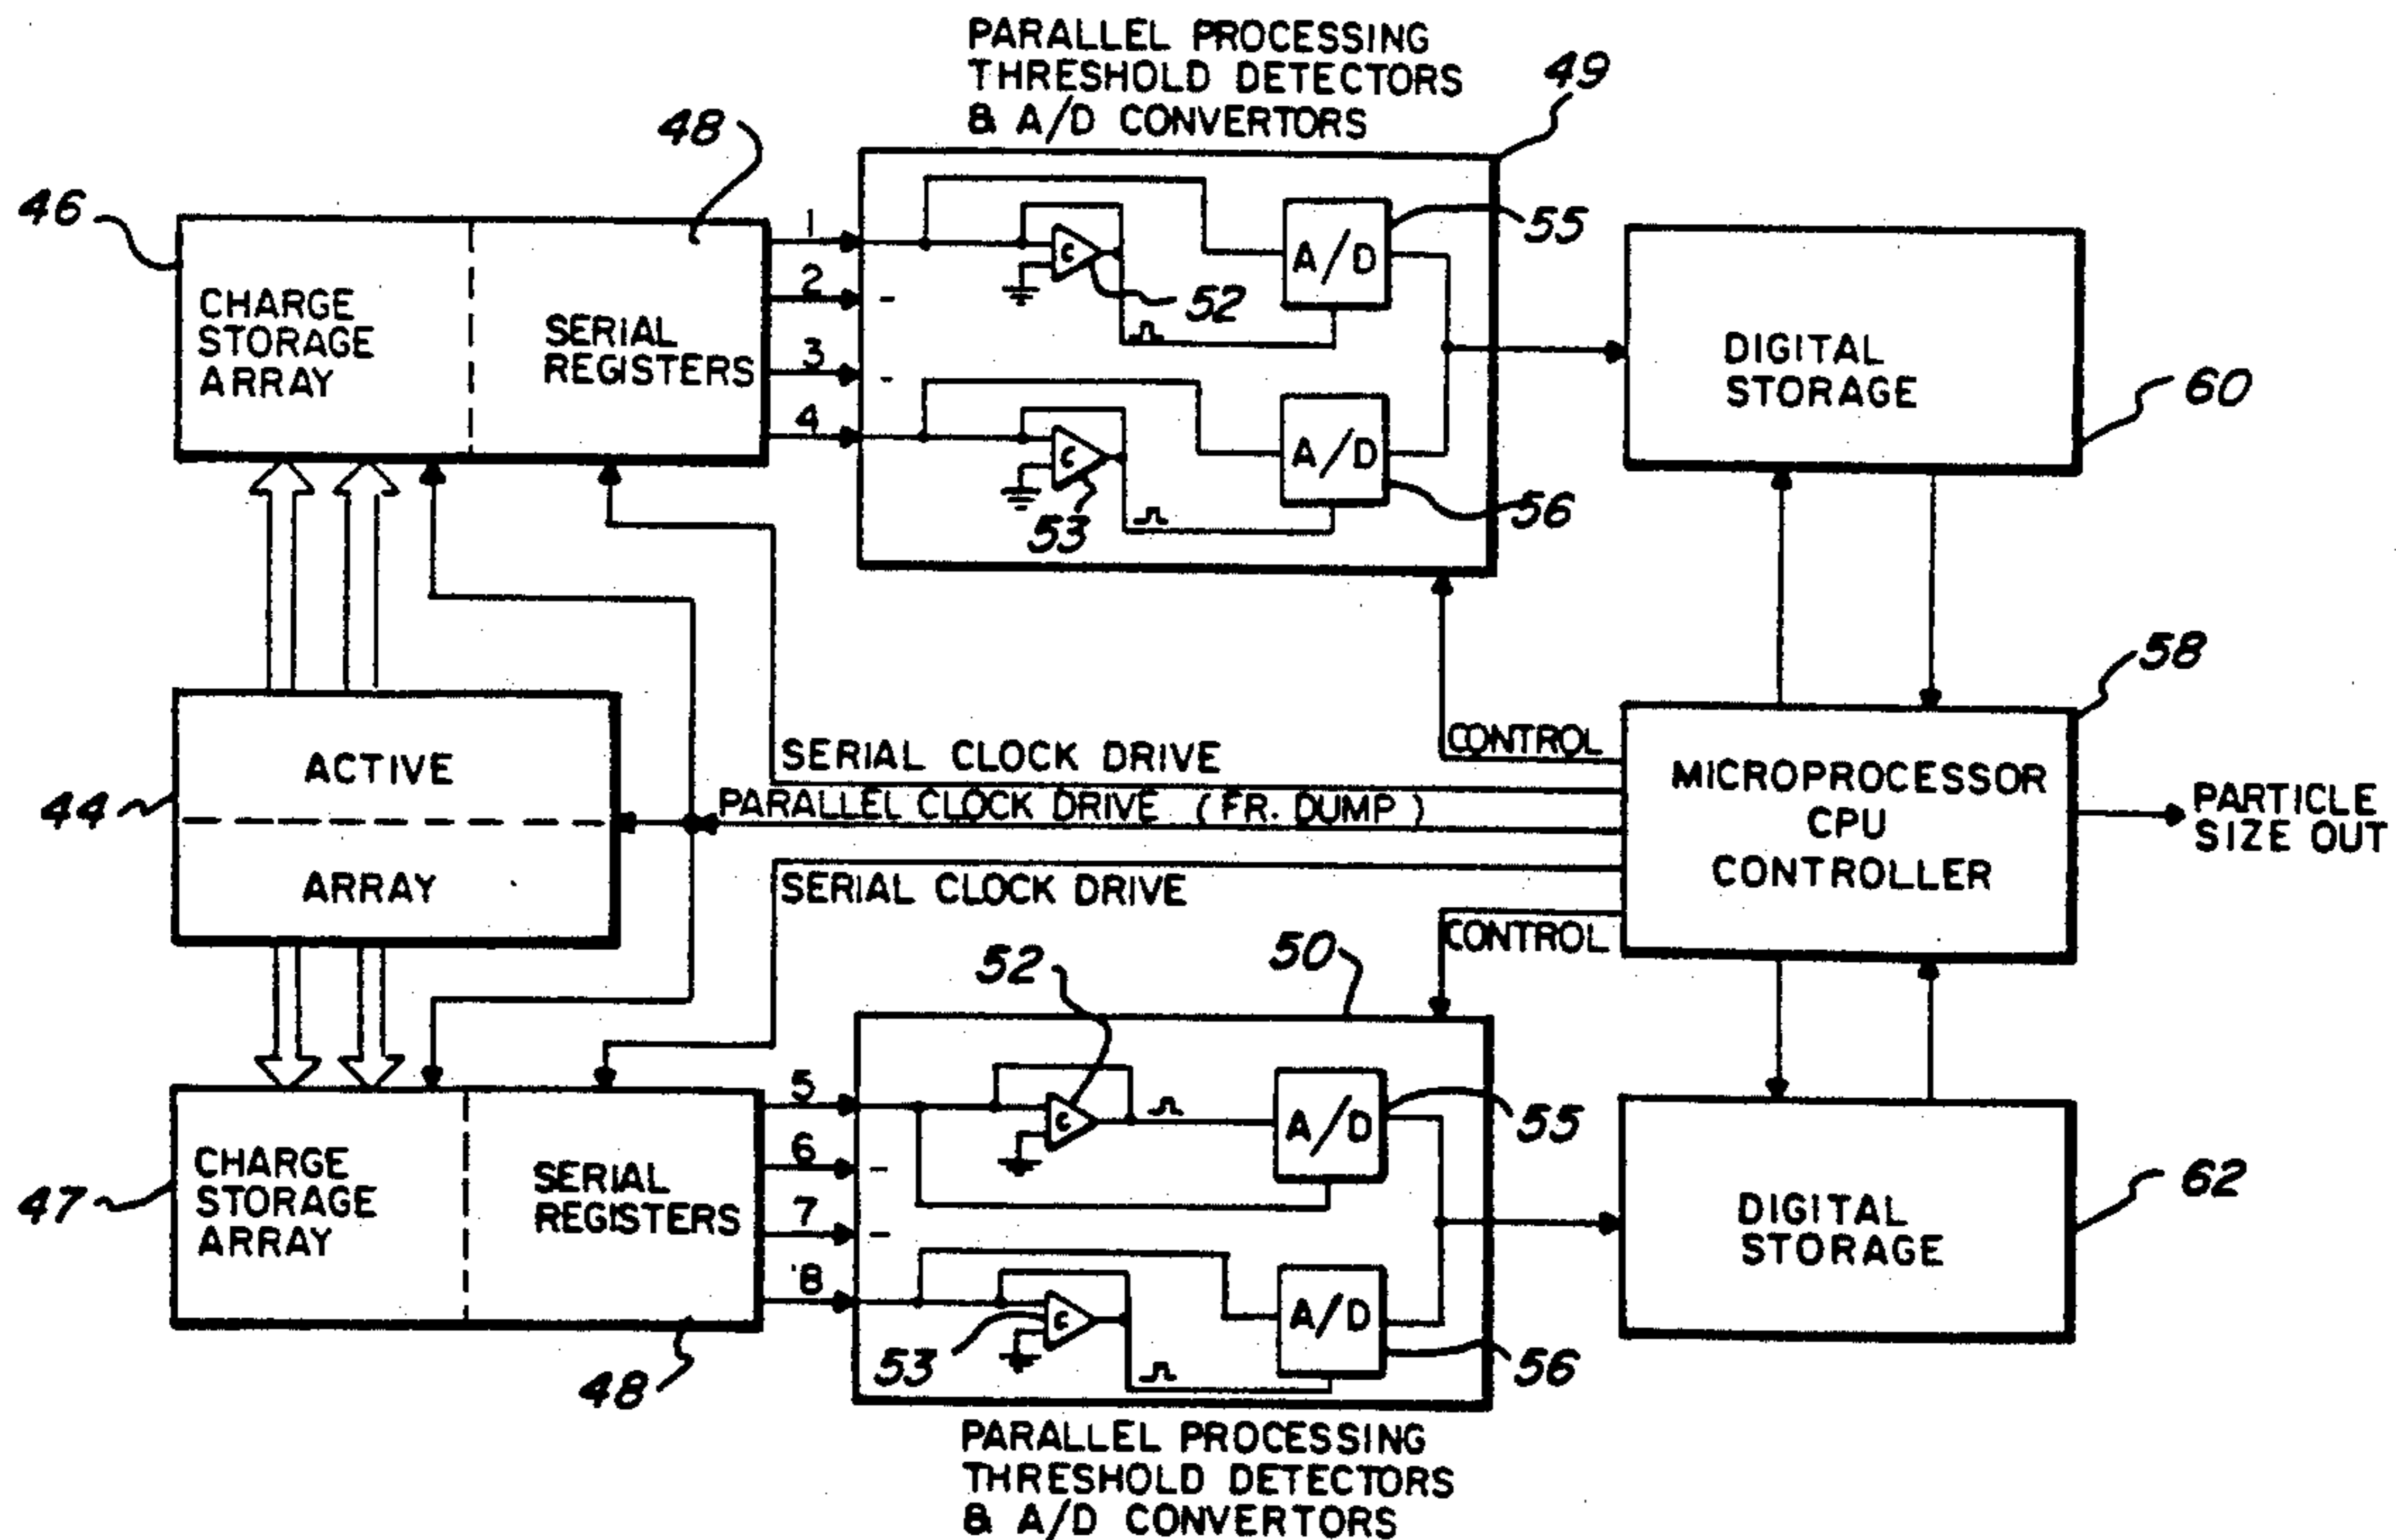 PARALLEL PROCESSING
THRESHOLD DETECTORS
& A/D CONVERTORS
49
48
46
1
2
3
4
CHARGE
STORAGE
ARRAY
SERIAL
REGISTERS
C
52
A/D
55
C
53
A/D
56
DIGITAL
STORAGE
60
58
ACTIVE
ARRAY
44
CONTROL
SERIAL CLOCK DRIVE
PARALLEL CLOCK DRIVE (FR. DUMP)
SERIAL CLOCK DRIVE
CONTROL
MICROPROCESSOR
CPU
CONTROLLER
PARTICLE
SIZE OUT
52
50
5
6
7
8
CHARGE
STORAGE
ARRAY
SERIAL
REGISTERS
47
48
C
A/D
55
C
53
A/D
56
DIGITAL
STORAGE
62
PARALLEL PROCESSING
THRESHOLD DETECTORS
& A/D CONVERTORS